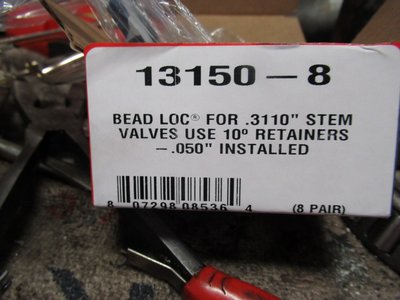 13150-8
BEAD LOC® FOR .3110" STEM
VALVES USE 10º RETAINERS
-.050" INSTALLED
8 07298 08536 4 (8 PAIR)